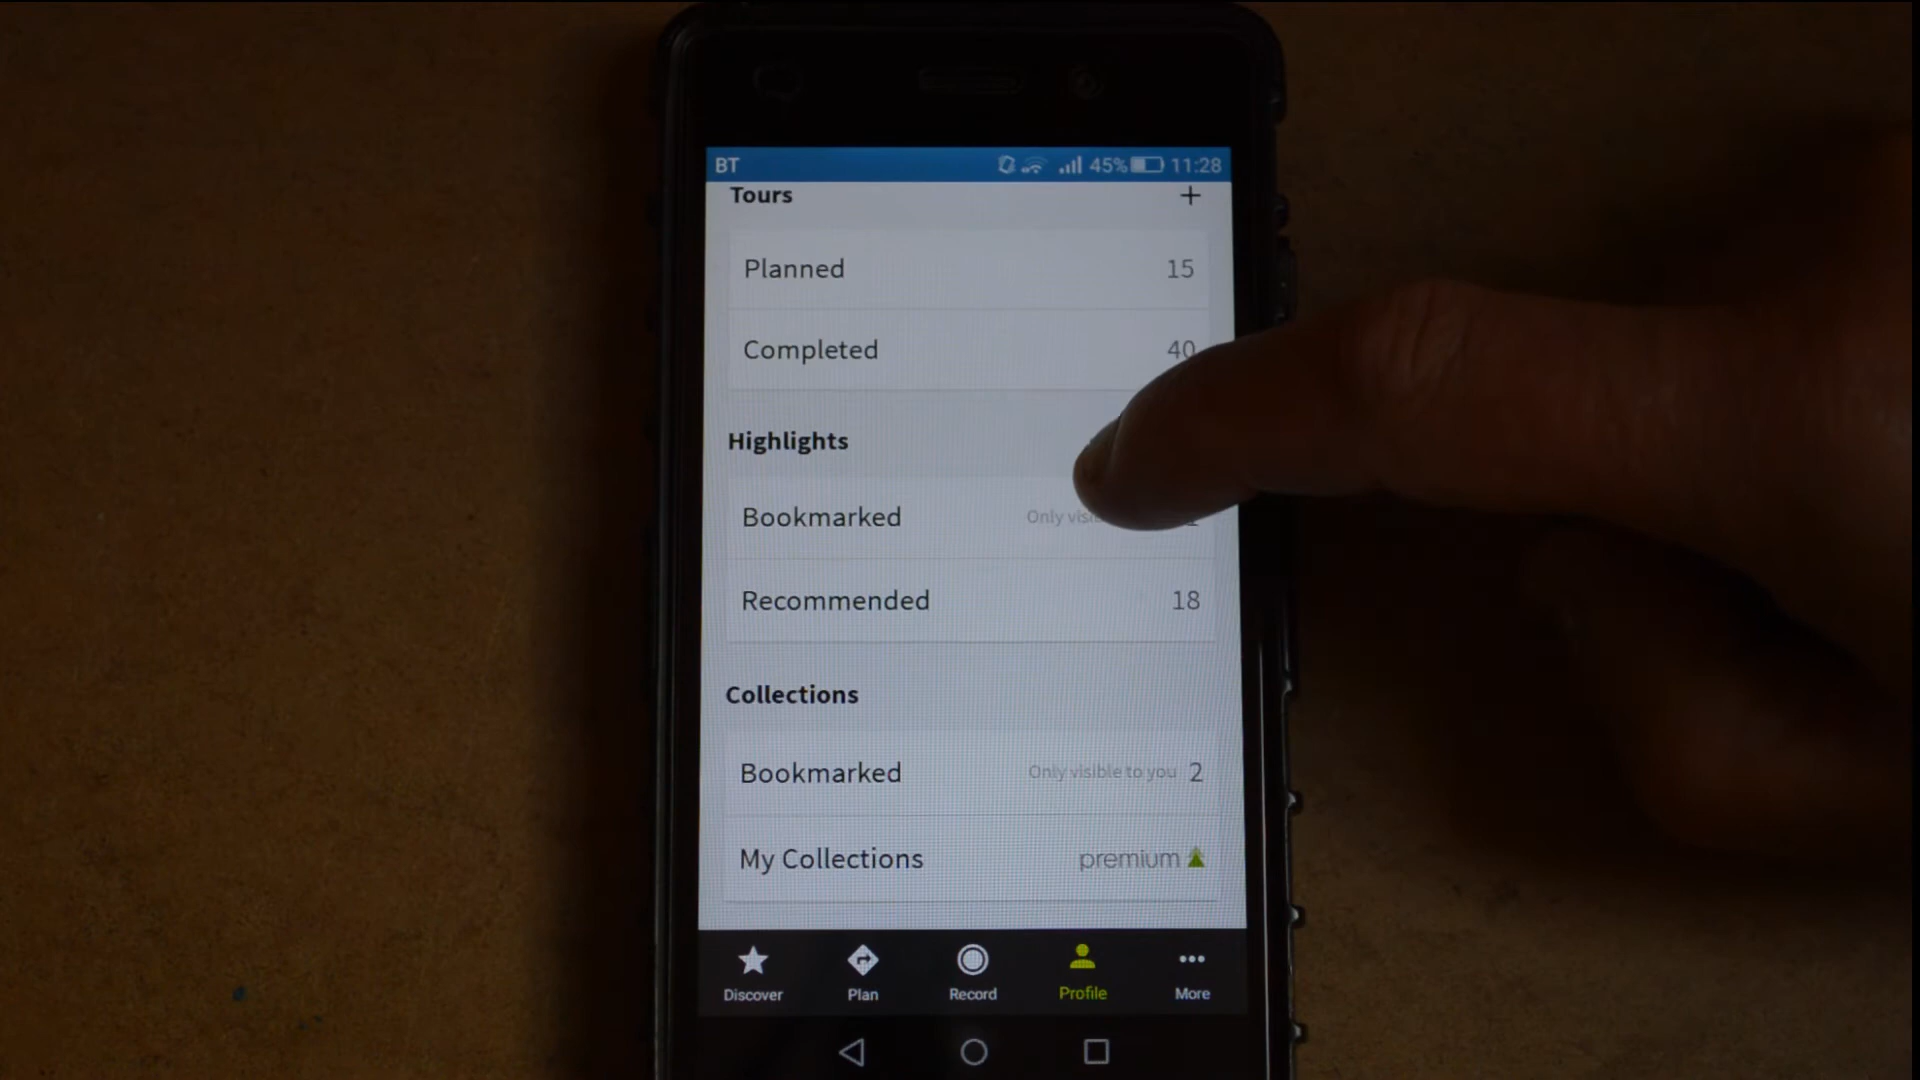 BT 45% 11:28
Tours +
Planned 15
Completed 40
Highlights
Bookmarked Only
Recommended 18
Collections
Bookmarked Only visible to you 2
My Collections premium
Discover Plan Record Profile More